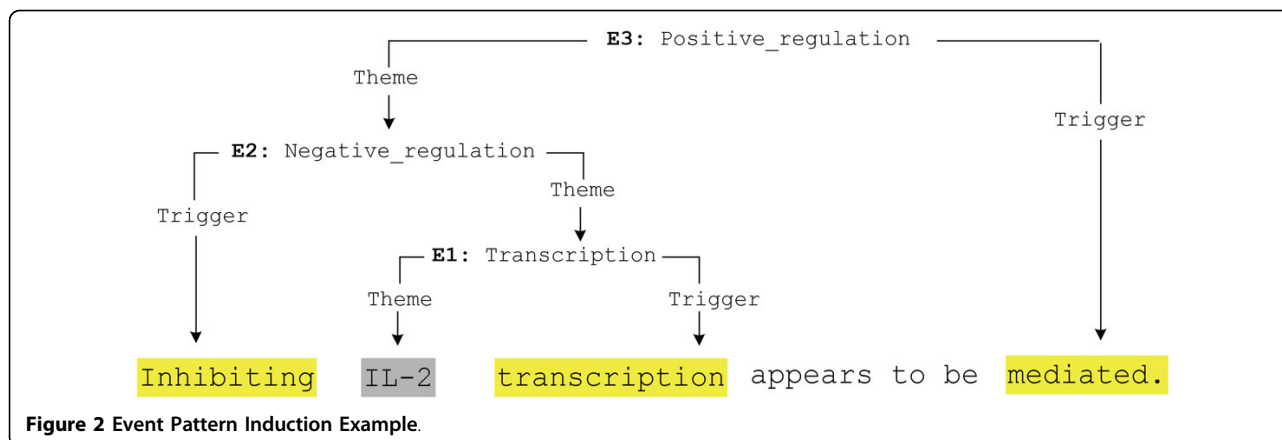 E3: Positive_regulation
Theme
Trigger
E2: Negative_regulation
Theme
Trigger
E1: Transcription
Theme
Trigger
Inhibiting IL-2 transcription appears to be mediated.
Figure 2 Event Pattern Induction Example.